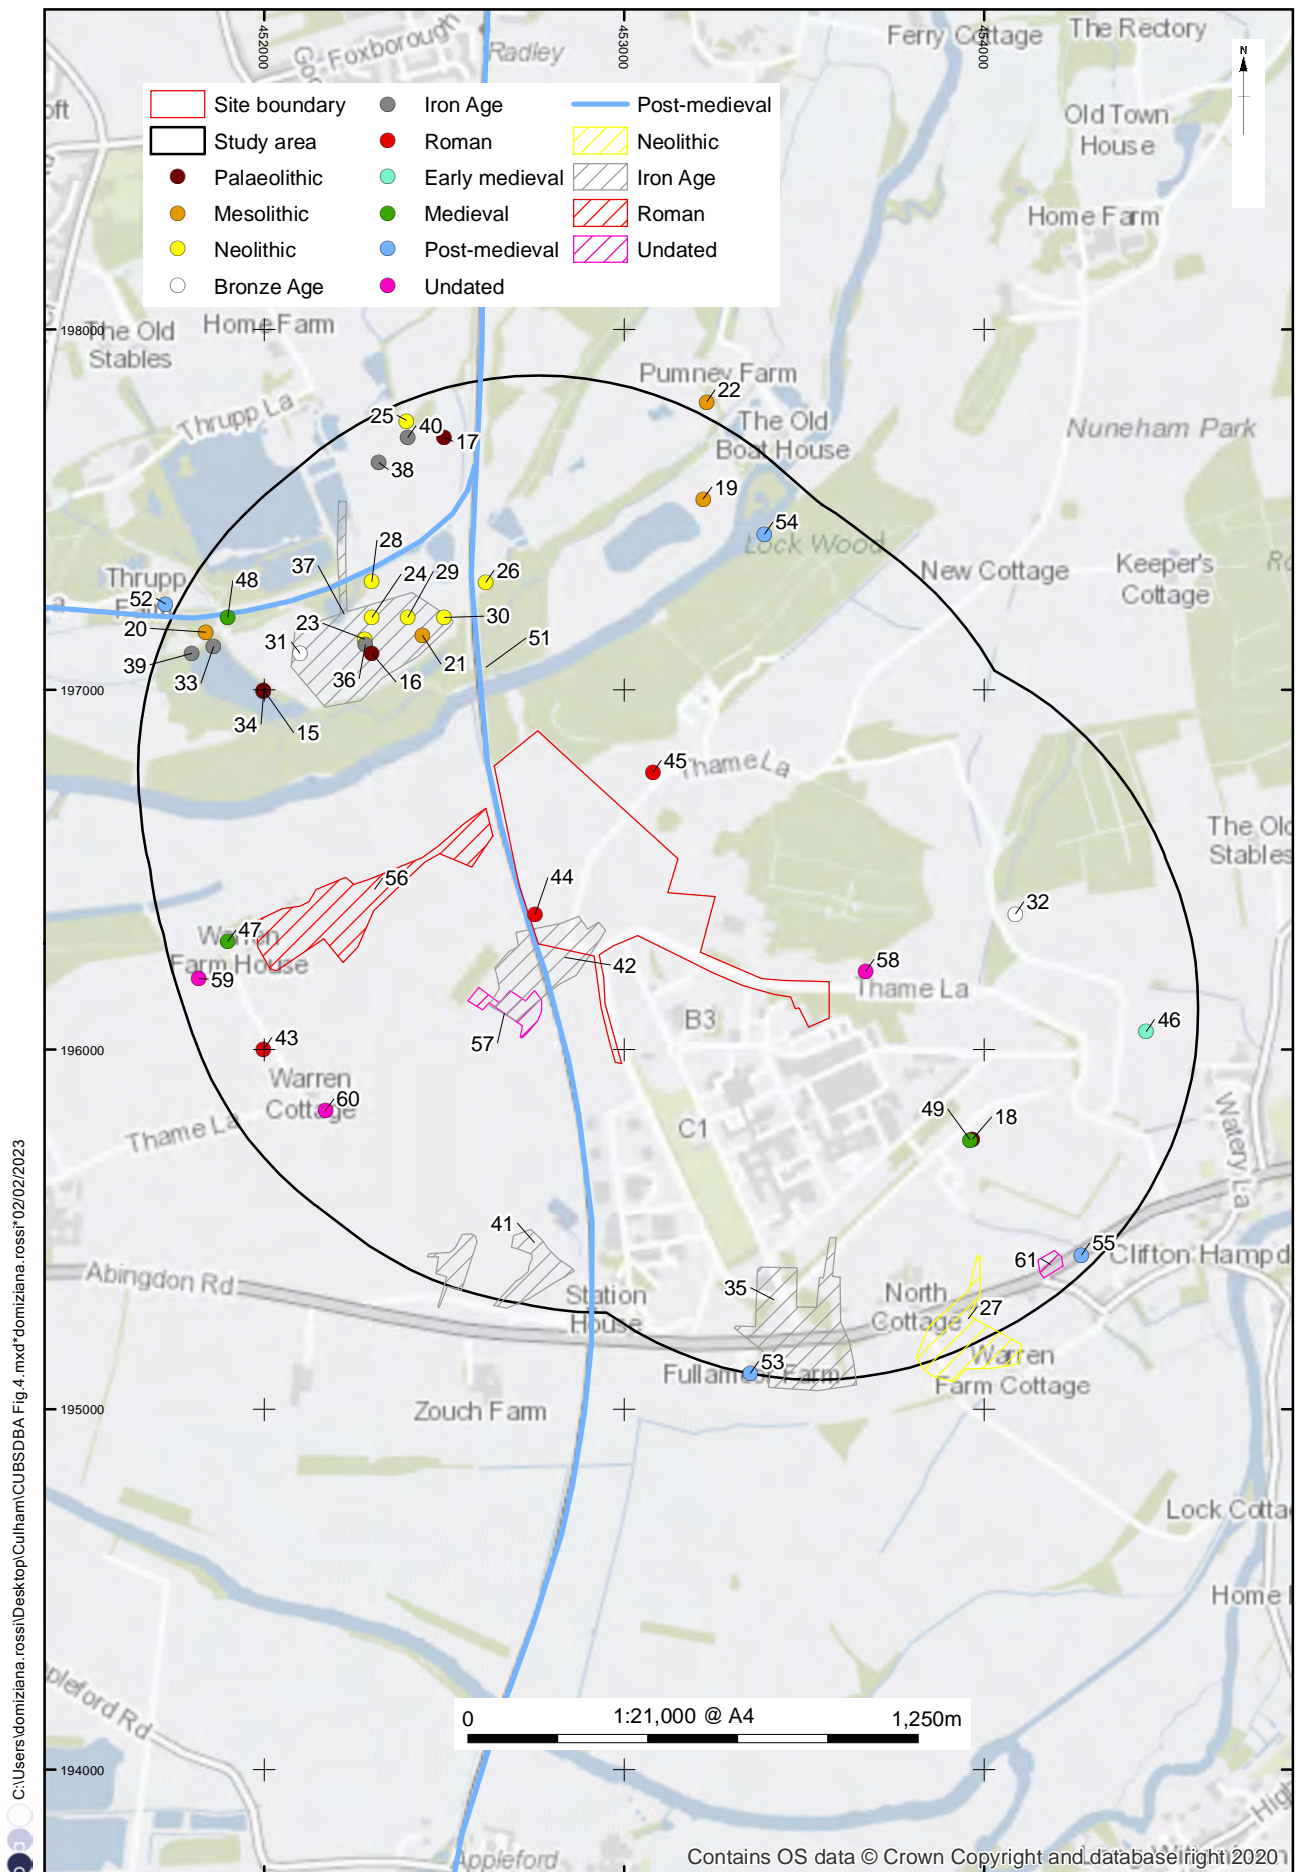 452000
453000
454000
Foxborough
Radley
Ferry Cottage
The Rectory
N
Site boundary
Study area
Palaeolithic
Mesolithic
Neolithic
Bronze Age
Iron Age
Roman
Early medieval
Medieval
Post-medieval
Undated
Post-medieval
Neolithic
Iron Age
Roman
Undated
Old Town
House
Home Farm
198000
The Old
Stables
Home Farm
Thrupp La
Pumney Farm
22
The Old
Boat House
Nuneham Park
25
40
17
38
19
54
Lock Wood
28
37
24
29
26
New Cottage
Keeper's
Cottage
Thrupp
Farm
52
48
20
23
30
31
51
39
33
36
16
21
197000
34
15
45
Thame La
The Old
Stables
56
44
32
47
Warren
Farm House
42
59
58
Thame La
57
B3
46
43
196000
Warren
Cottage
60
Thame La
C1
49
18
Watery La
41
61
55
Clifton Hampd
Abingdon Rd
35
Station
House
North
Cottage
27
53
Fullamoor Farm
Warren
Farm Cottage
195000
Zouch Farm
Lock Cotta
Home
pleford Rd
0
1:21,000 @ A4
1,250m
194000
High
Appleford
Contains OS data © Crown Copyright and database right 2020
C:\Users\domiziana.rossi\Desktop\Culham\CUBSDBA Fig.4.mxd*domiziana.rossi*02/02/2023